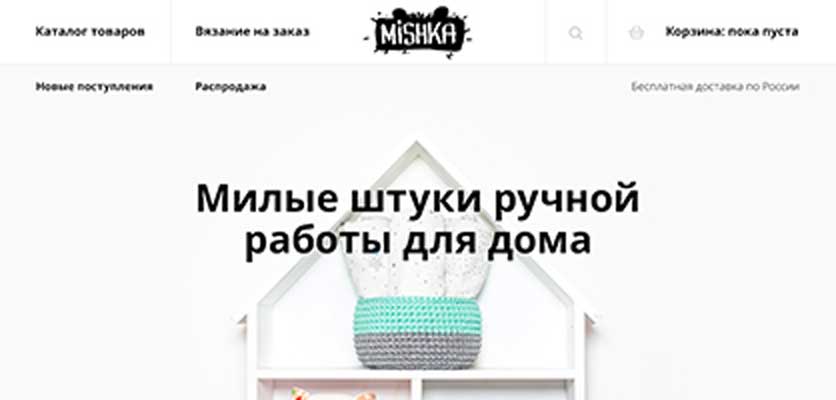 Каталог товаров
Вязание на заказ
MiSHKA
Корзина: пока пуста
Новые поступления
Распродажа
Бесплатная доставка по России
Милые штуки ручной
работы для дома